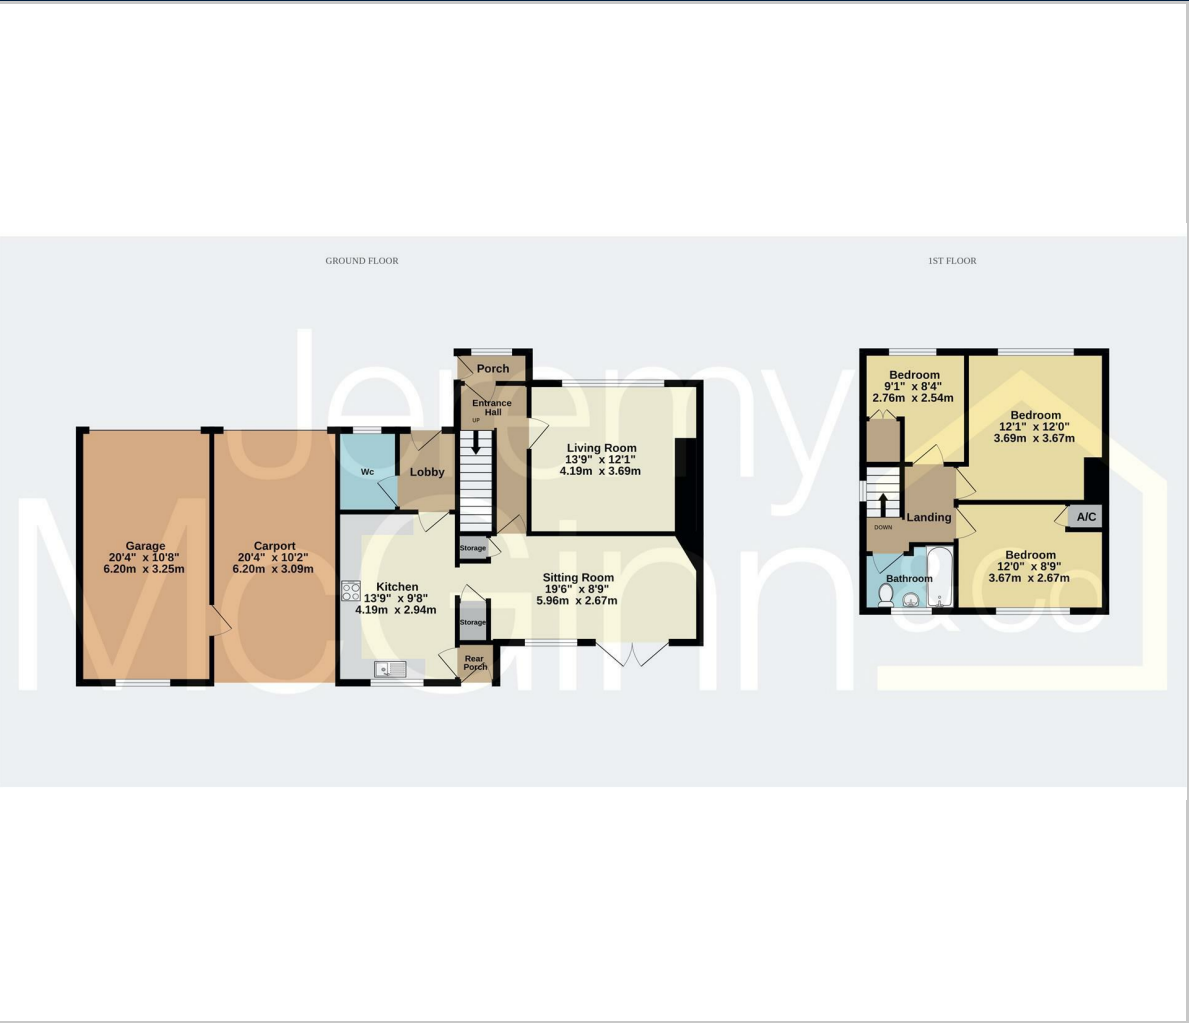 GROUND FLOOR
1ST FLOOR
Jeremy
McGinn & Co
Porch
Entrance
Hall
UP
Living Room
13'9" x 12'1"
4.19m x 3.69m
Wc
Lobby
Garage
20'4" x 10'8"
6.20m x 3.25m
Carport
20'4" x 10'2"
6.20m x 3.09m
Storage
Kitchen
13'9" x 9'8"
4.19m x 2.94m
Sitting Room
19'6" x 8'9"
5.96m x 2.67m
Storage
Rear
Porch
Bedroom
9'1" x 8'4"
2.76m x 2.54m
Bedroom
12'1" x 12'0"
3.69m x 3.67m
Landing
DOWN
A/C
Bedroom
12'0" x 8'9"
3.67m x 2.67m
Bathroom